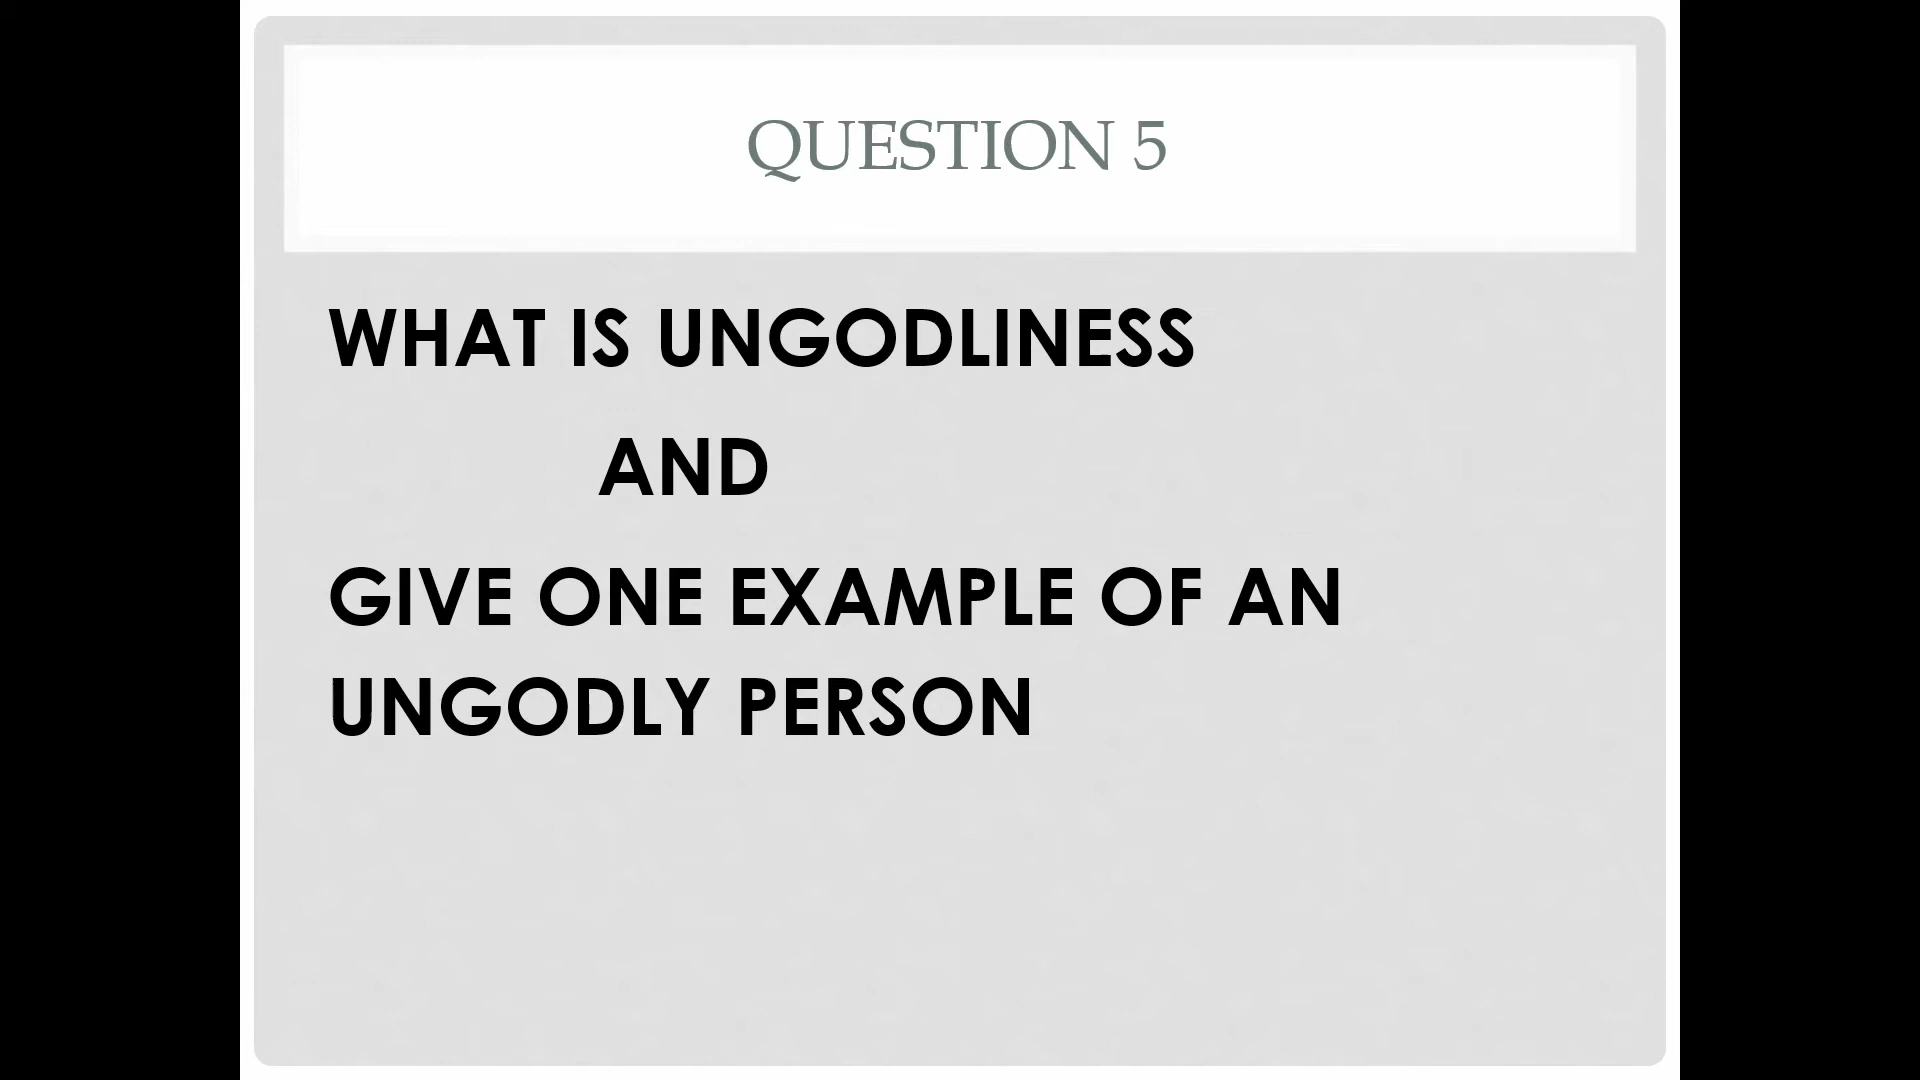 QUESTION 5
WHAT IS UNGODLINESS
AND
GIVE ONE EXAMPLE OF AN
UNGODLY PERSON